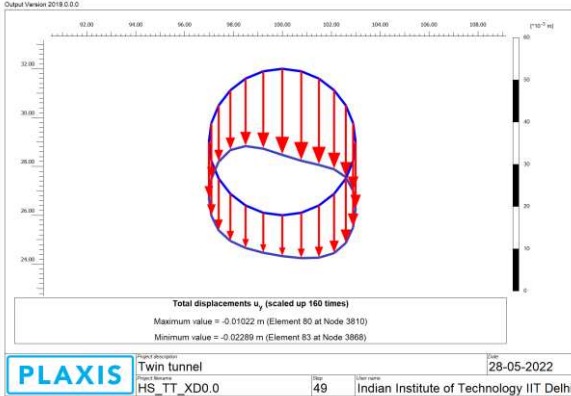 Output Version 2019.0.0.0
92.00 94.00 96.00 98.00 100.00 102.00 104.00 106.00 108.00
[*10⁻³ m]
60
32.00
50
30.00
40
28.00
30
26.00
20
24.00
10
0
Total displacements uy (scaled up 160 times)
Maximum value = -0.01022 m (Element 80 at Node 3810)
Minimum value = -0.02289 m (Element 83 at Node 3868)
PLAXIS
Project description
Twin tunnel
Date
28-05-2022
Project filename
HS_TT_XD0.0
Step
49
User name
Indian Institute of Technology IIT Delhi